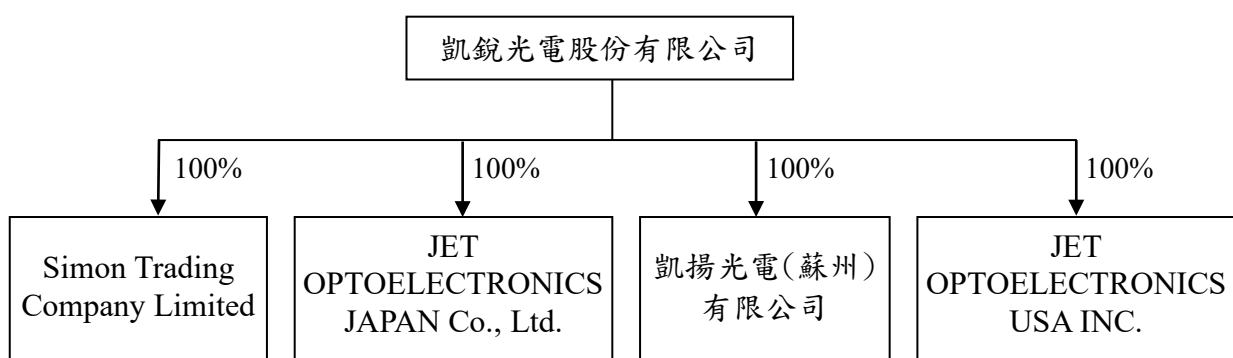 凱銳光電股份有限公司
100%
100%
100%
100%
Simon Trading
Company Limited
JET
OPTOELECTRONICS
JAPAN Co., Ltd.
凱揚光電(蘇州)
有限公司
JET
OPTOELECTRONICS
USA INC.